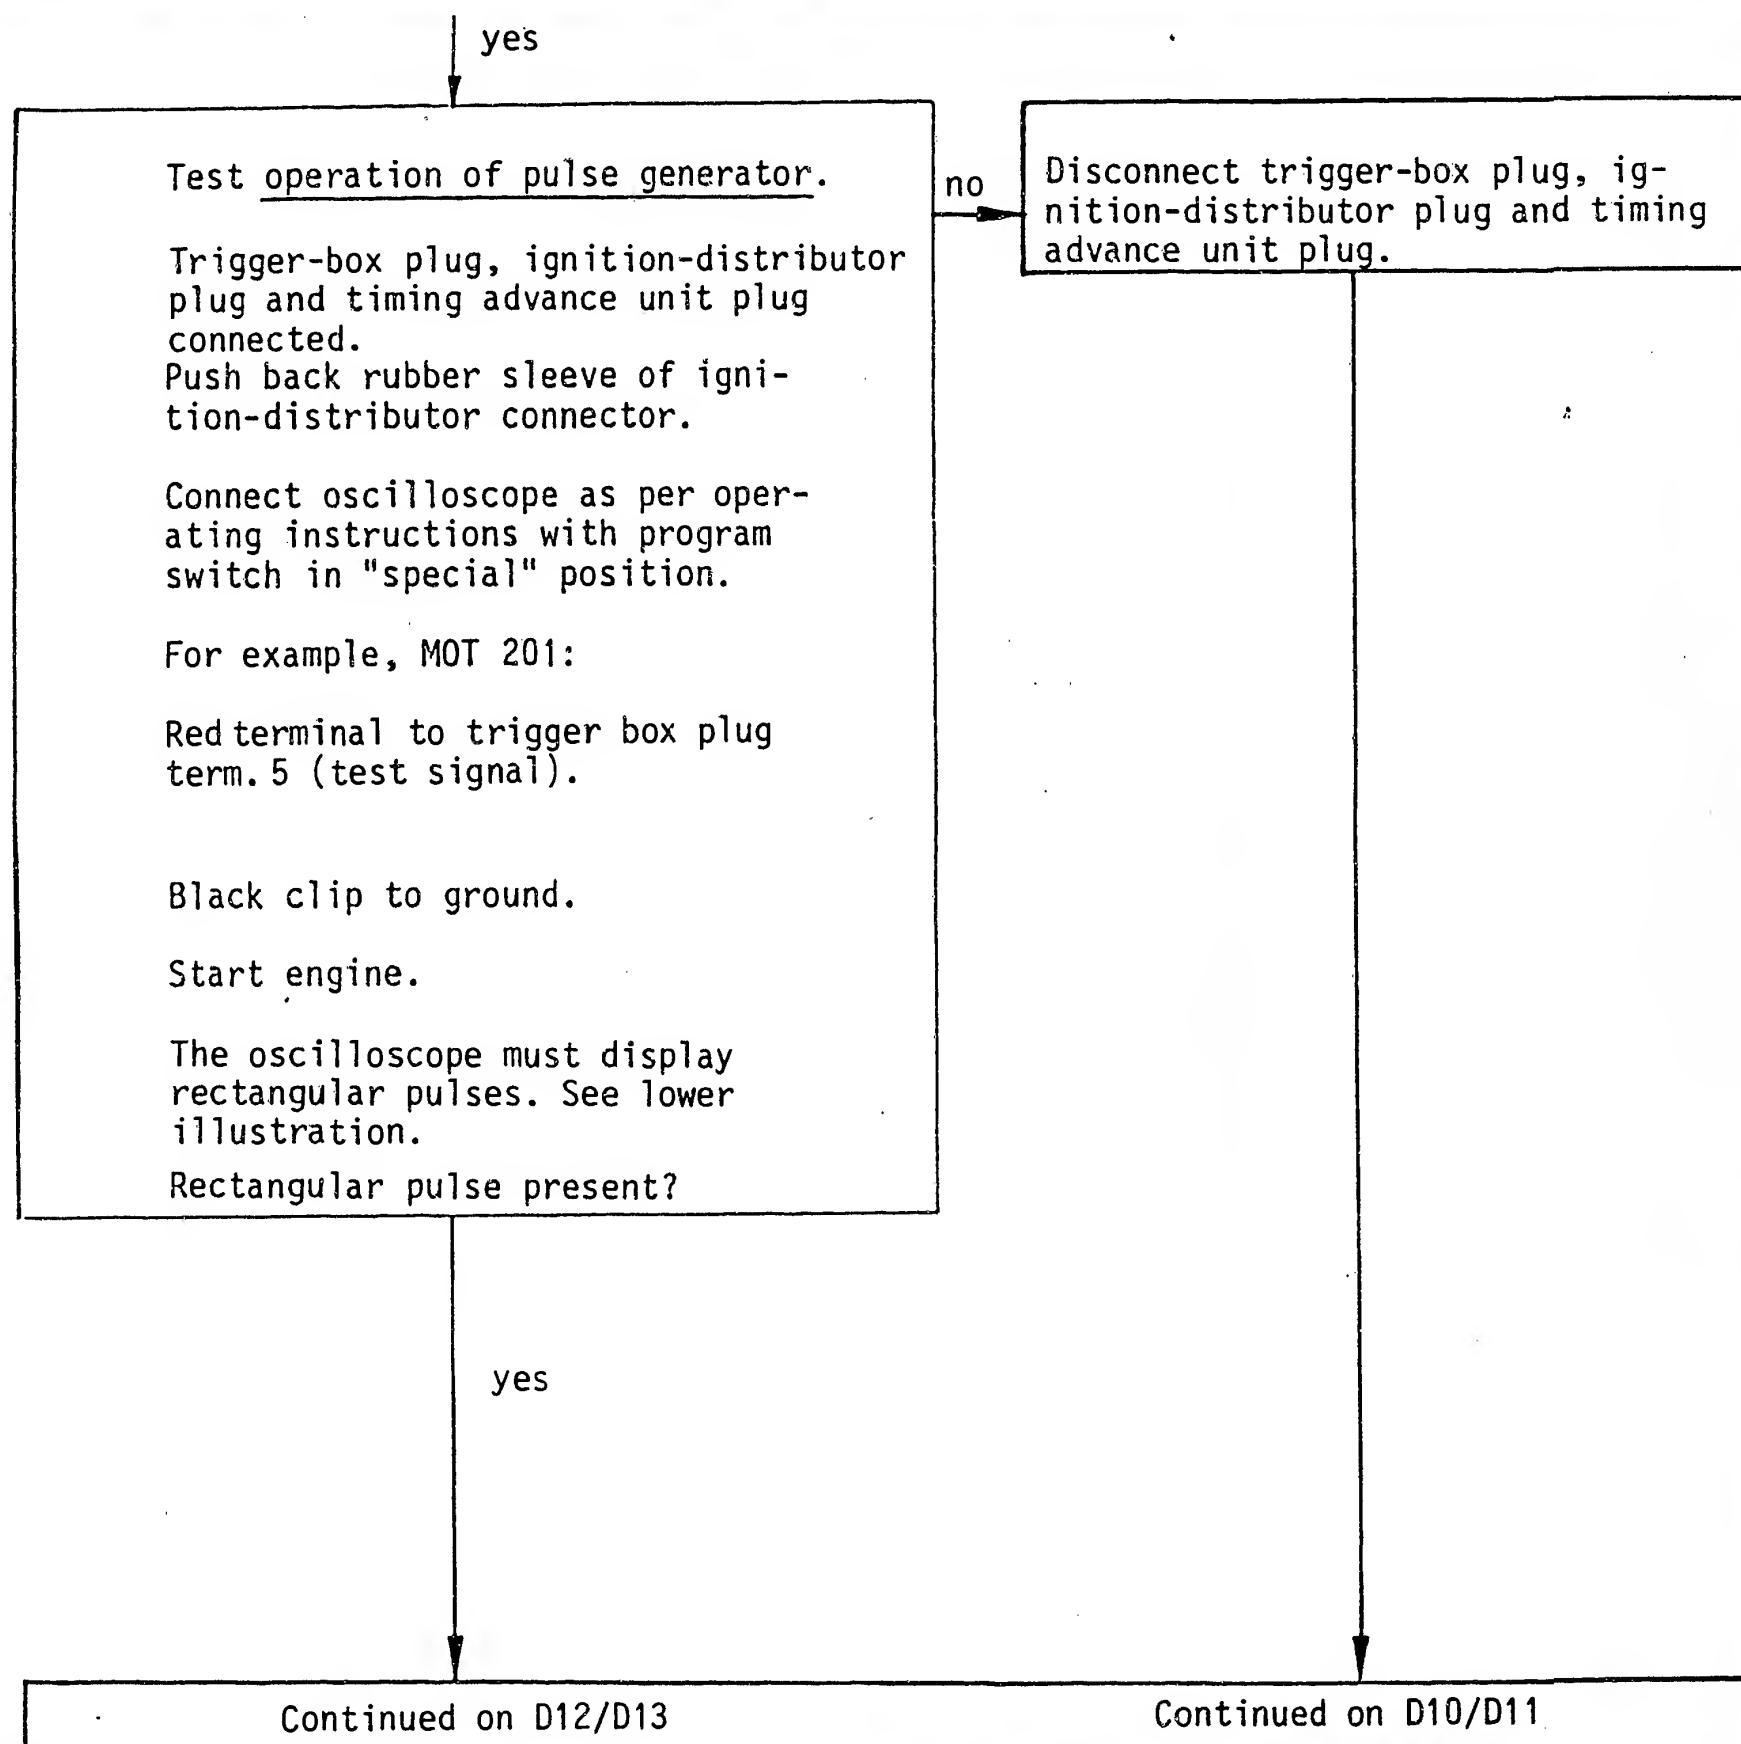 yes
Test operation of pulse generator.
Trigger-box plug, ignition-distributor
plug and timing advance unit plug
connected.
Push back rubber sleeve of igni-
tion-distributor connector.
Connect oscilloscope as per oper-
ating instructions with program
switch in "special" position.
For example, MOT 201:
Red terminal to trigger box plug
term. 5 (test signal).
Black clip to ground.
Start engine.
The oscilloscope must display
rectangular pulses. See lower
illustration.
Rectangular pulse present?
no
Disconnect trigger-box plug, ig-
nition-distributor plug and timing
advance unit plug.
yes
Continued on D12/D13
Continued on D10/D11